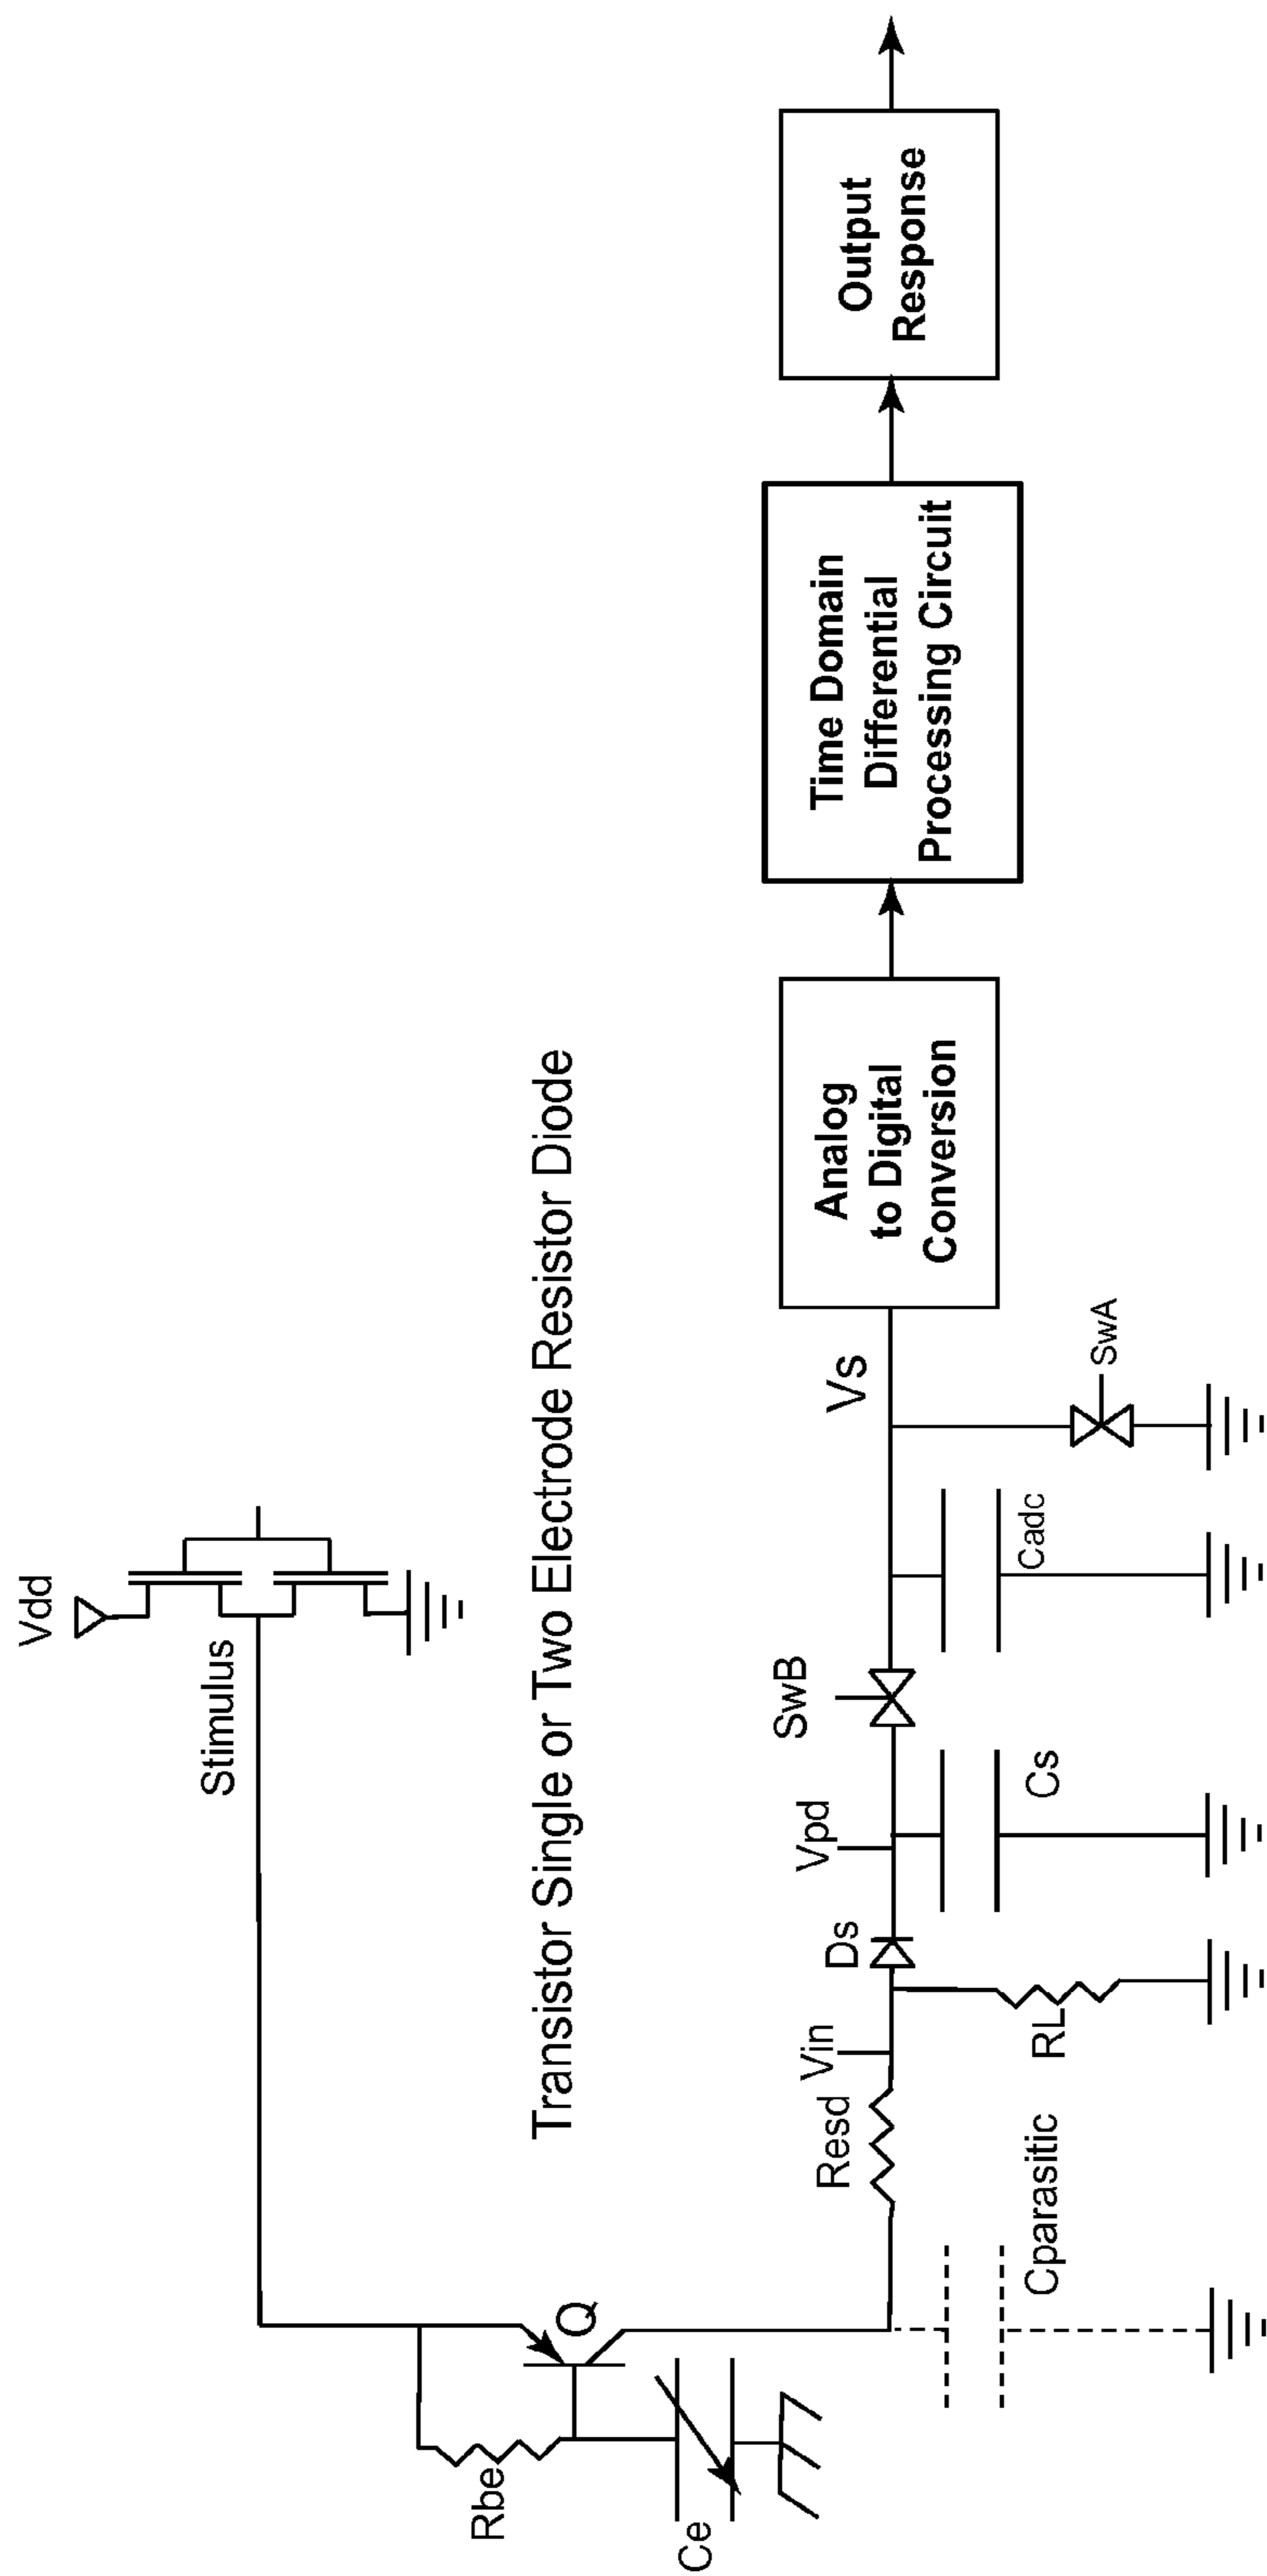 Vdd
Stimulus
Transistor Single or Two Electrode Resistor Diode
Rbe
Q
Ce
Resd
Vin
Ds
Vpd
SwB
Vs
RL
Cs
Cadc
SwA
Cparasitic
Analog
to Digital
Conversion
Time Domain
Differential
Processing Circuit
Output
Response